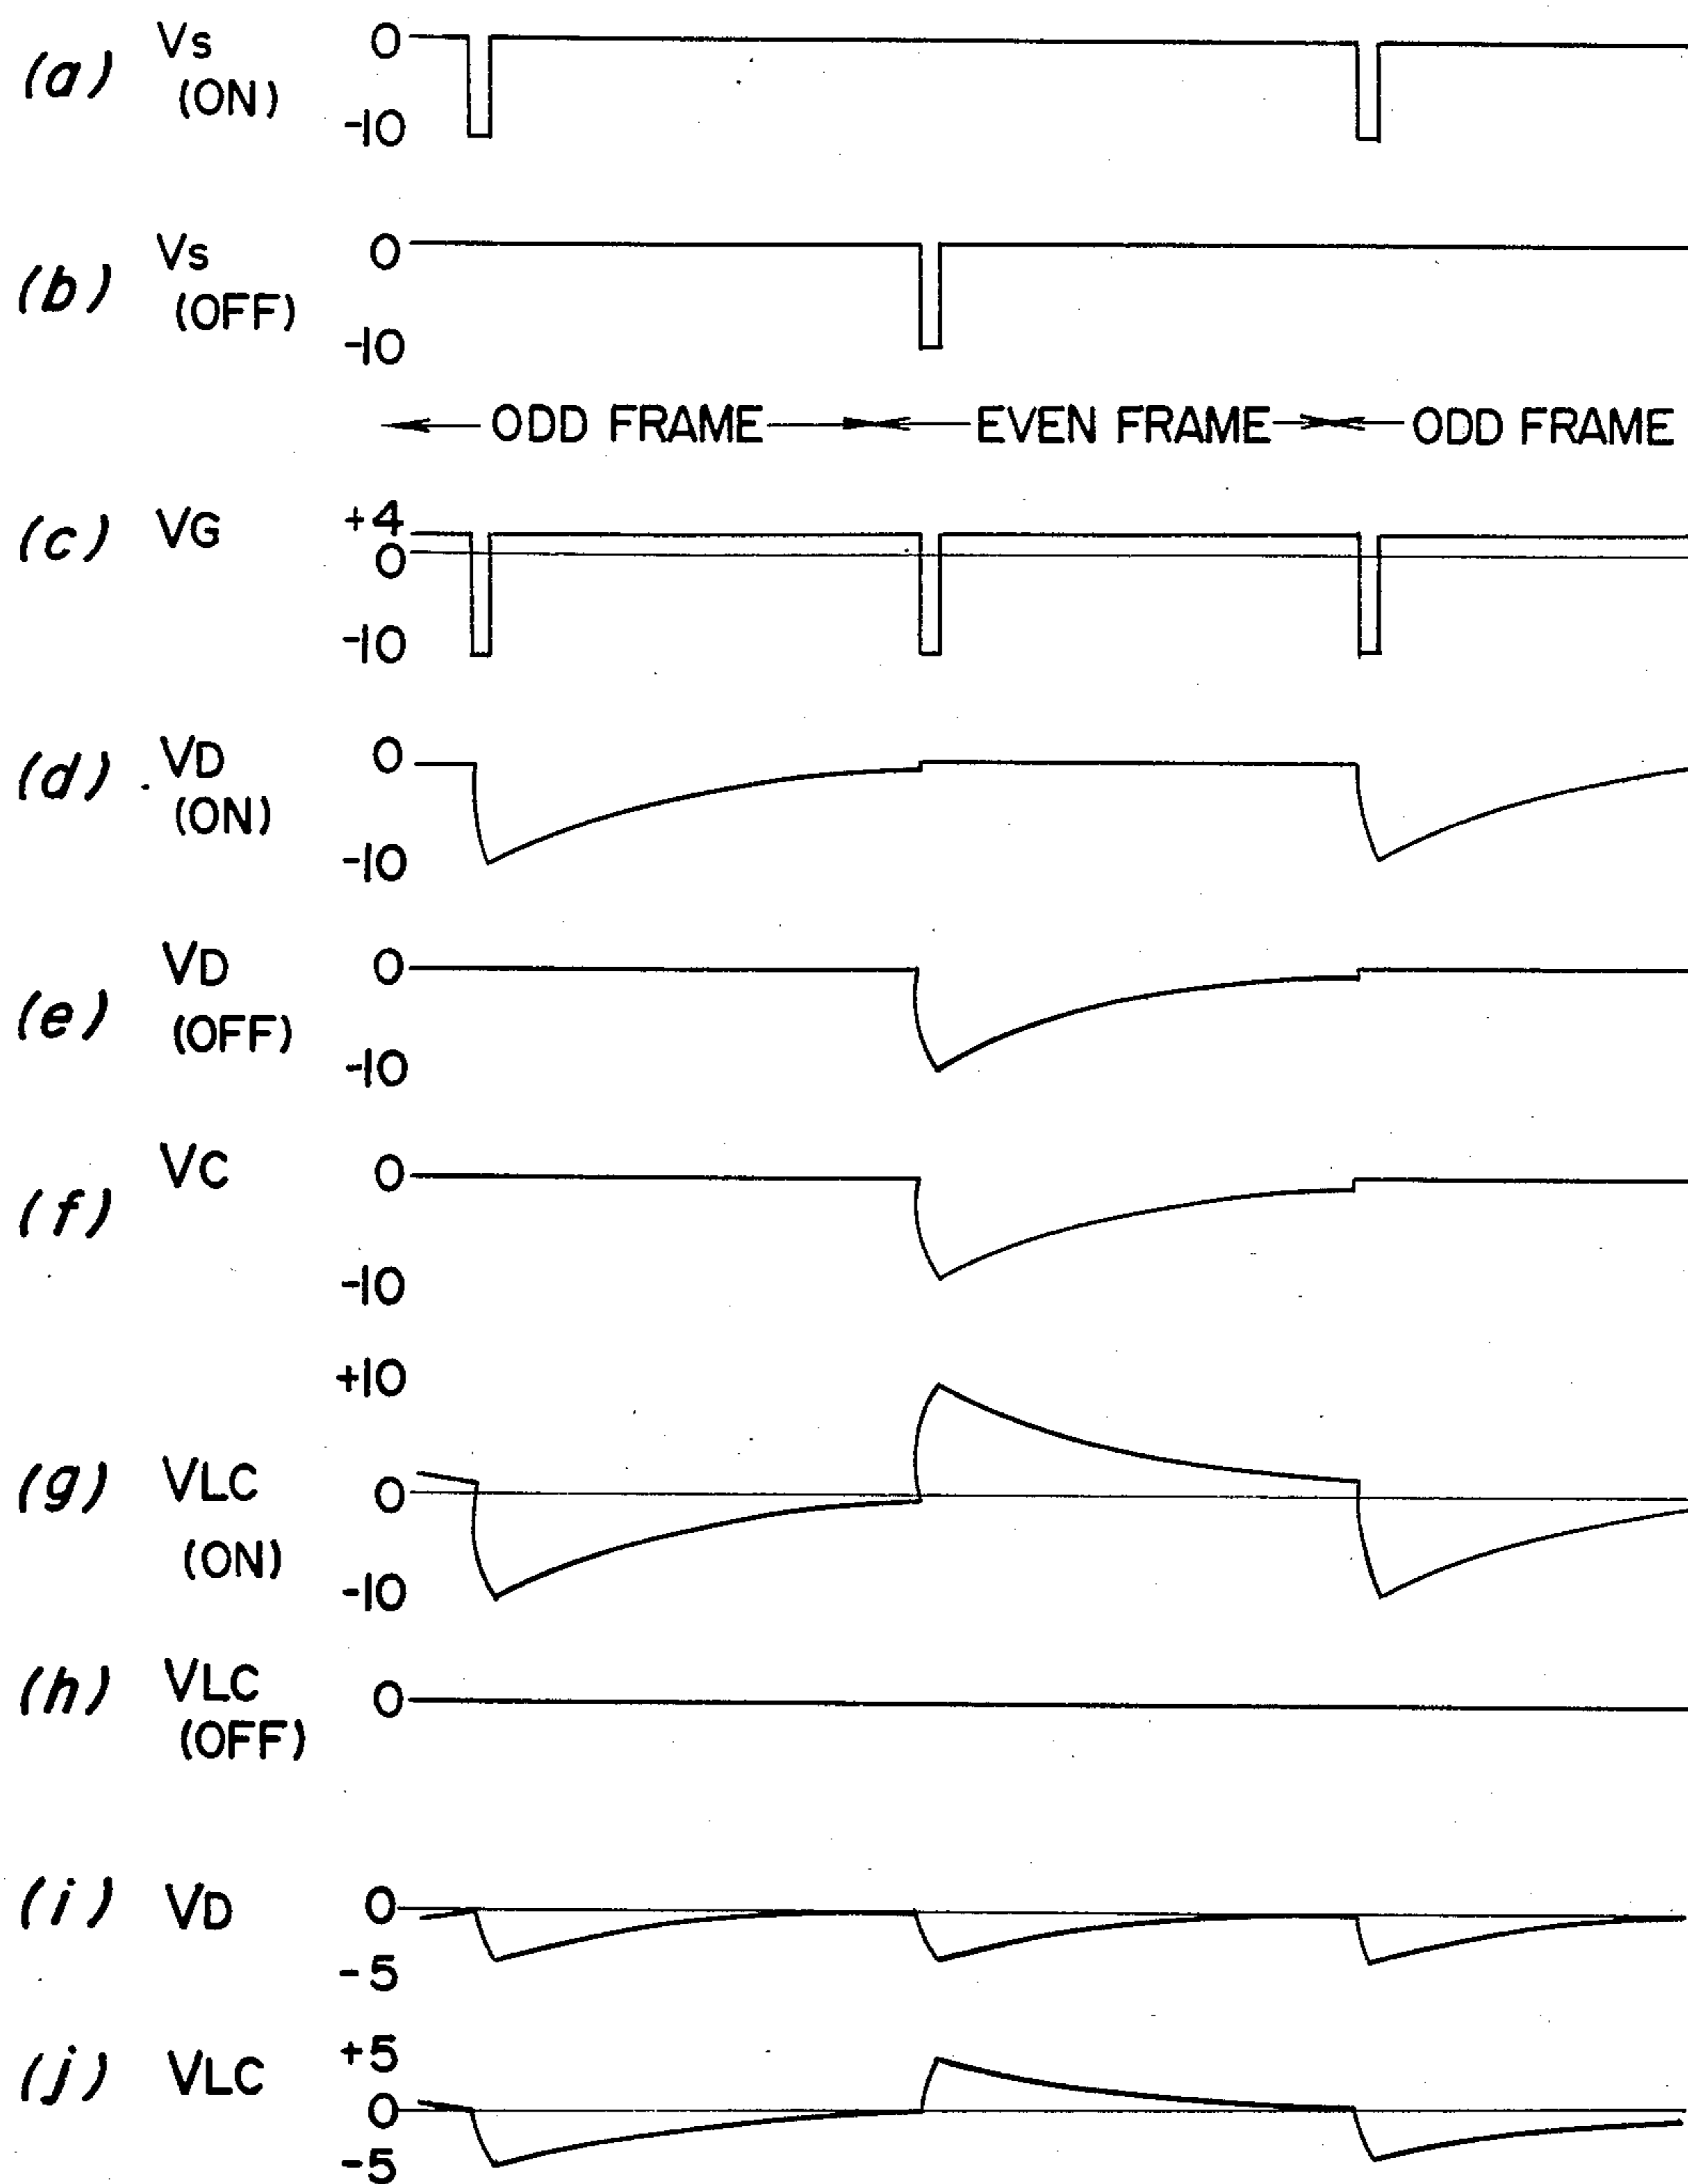 (a) Vs 0
(ON)
-10
(b) Vs 0
(OFF)
-10
ODD FRAME EVEN FRAME ODD FRAME
(c) VG +4
0
-10
(d) VD 0
(ON)
-10
(e) VD 0
(OFF)
-10
(f) VC 0
-10
+10
(g) VLC 0
(ON)
-10
(h) VLC 0
(OFF)
(i) VD 0
-5
(j) VLC +5
0
-5